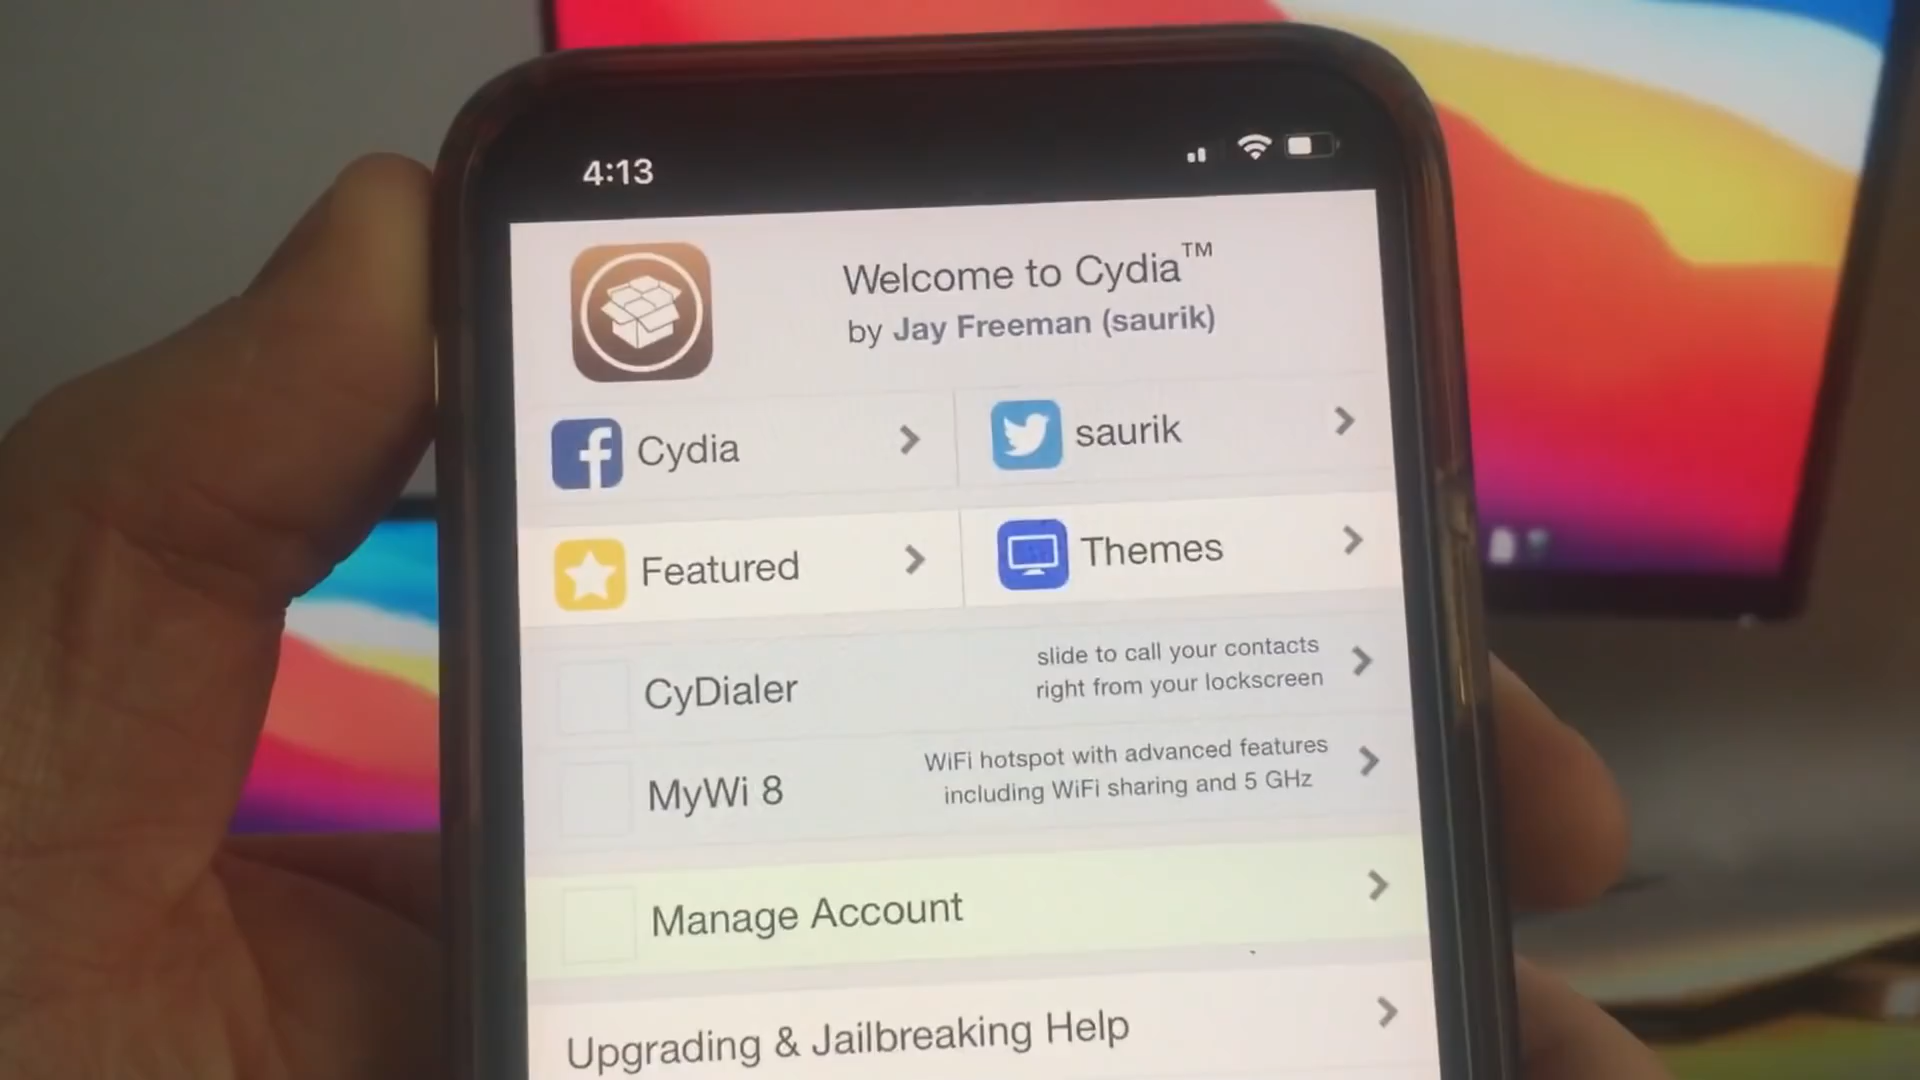 4:13
Welcome to Cydia™
by Jay Freeman (saurik)
Cydia
saurik
Featured
Themes
CyDialer
slide to call your contacts
right from your lockscreen
MyWi 8
WiFi hotspot with advanced features
including WiFi sharing and 5 GHz
Manage Account
Upgrading & Jailbreaking Help